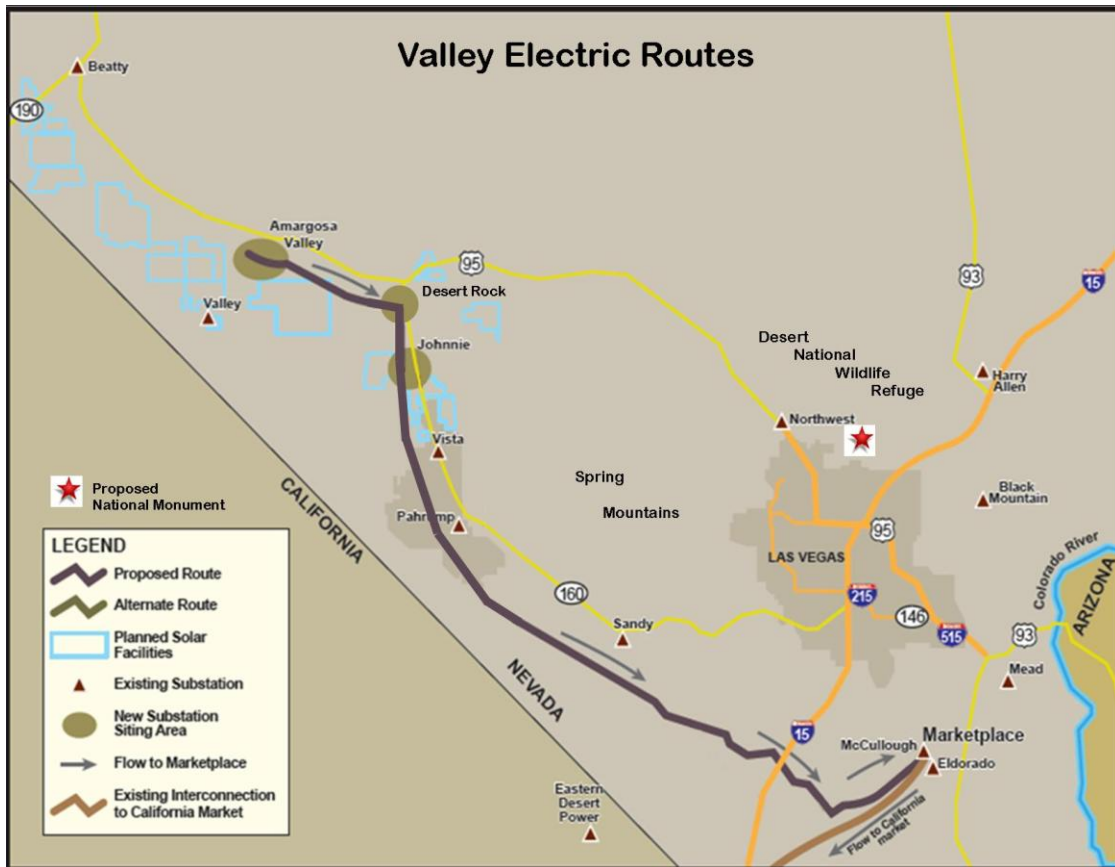 Valley Electric Routes
Beatty
190
Amargosa
Valley
95
Desert Rock
93
15
Valley
Johnnie
Desert
National
Wildlife
Refuge
Harry
Allen
Northwest
Vista
Spring
Mountains
Black
Mountain
Proposed
National Monument
CALIFORNIA
Pahrump
95
LAS VEGAS
Colorado River
ARIZONA
LEGEND
Proposed Route
Alternate Route
Planned Solar
Facilities
Existing Substation
New Substation
Siting Area
Flow to Marketplace
Existing Interconnection
to California Market
160
215
146
515
93
Sandy
Mead
NEVADA
15
McCullough
Marketplace
Eldorado
Eastern
Desert
Power
Flow to California
market